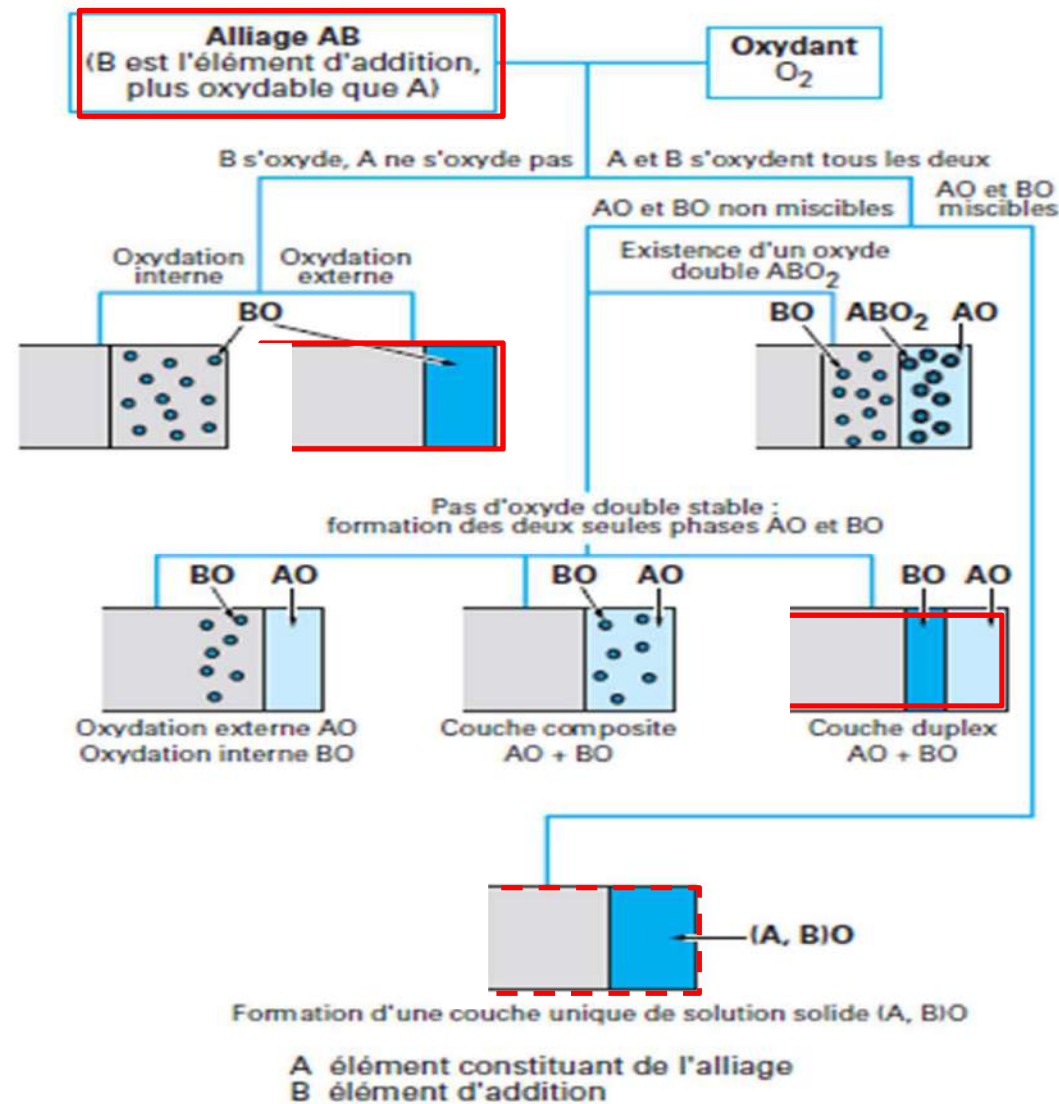 Alliage AB
(B est l'élément d'addition,
plus oxydable que A)
Oxydant
O₂
B s'oxyde, A ne s'oxyde pas
A et B s'oxydent tous les deux
AO et BO non miscibles
AO et BO
miscibles
Oxydation
interne
Oxydation
externe
Existence d'un oxyde
double ABO₂
BO
BO ABO₂ AO
Pas d'oxyde double stable :
formation des deux seules phases AO et BO
BO AO
BO AO
BO AO
Oxydation externe AO
Oxydation interne BO
Couche composite
AO + BO
Couche duplex
AO + BO
(A, B)O
Formation d'une couche unique de solution solide (A, B)O
A élément constituant de l'alliage
B élément d'addition